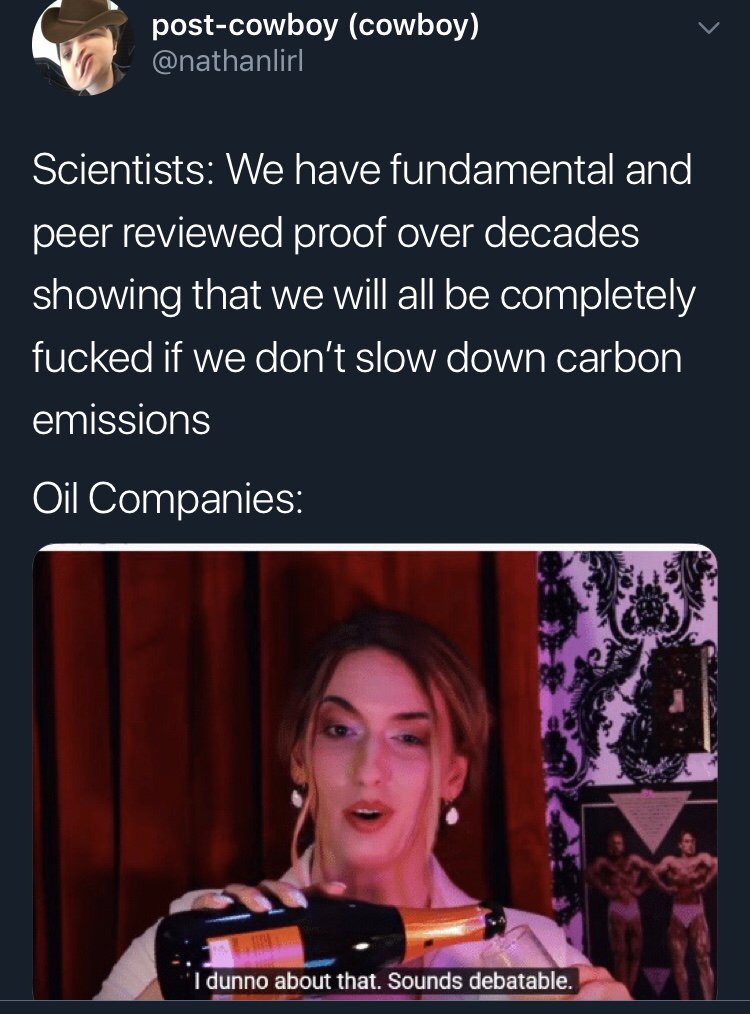 post-cowboy (cowboy)
@nathanlirl
Scientists: We have fundamental and
peer reviewed proof over decades
showing that we will all be completely
fucked if we don’t slow down carbon
emissions
Oil Companies:
I dunno about that. Sounds debatable.